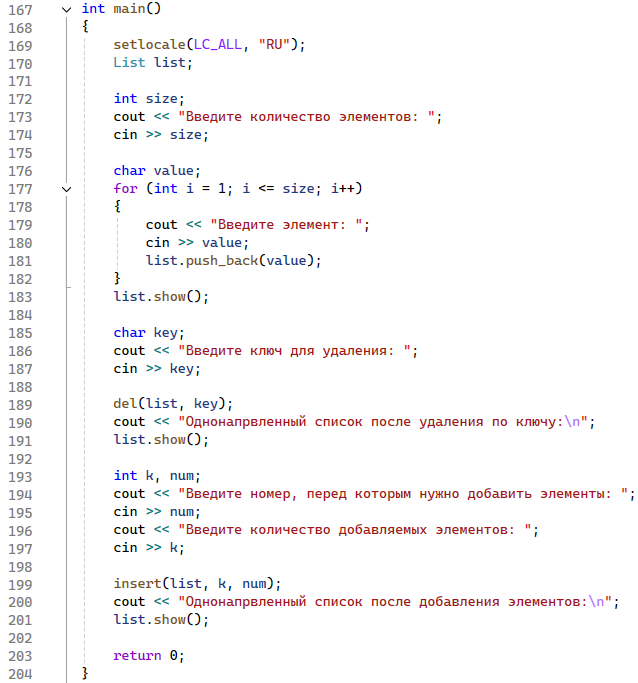 167 int main()
168 {
169 setlocale(LC_ALL, "RU");
170 List list;
171
172 int size;
173 cout << "Введите количество элементов: ";
174 cin >> size;
175
176 char value;
177 for (int i = 1; i <= size; i++)
178 {
179 cout << "Введите элемент: ";
180 cin >> value;
181 list.push_back(value);
182 }
183 list.show();
184
185 char key;
186 cout << "Введите ключ для удаления: ";
187 cin >> key;
188
189 del(list, key);
190 cout << "Однонапрвленный список после удаления по ключу:\n";
191 list.show();
192
193 int k, num;
194 cout << "Введите номер, перед которым нужно добавить элементы: ";
195 cin >> num;
196 cout << "Введите количество добавляемых элементов: ";
197 cin >> k;
198
199 insert(list, k, num);
200 cout << "Однонапрвленный список после добавления элементов:\n";
201 list.show();
202
203 return 0;
204 }